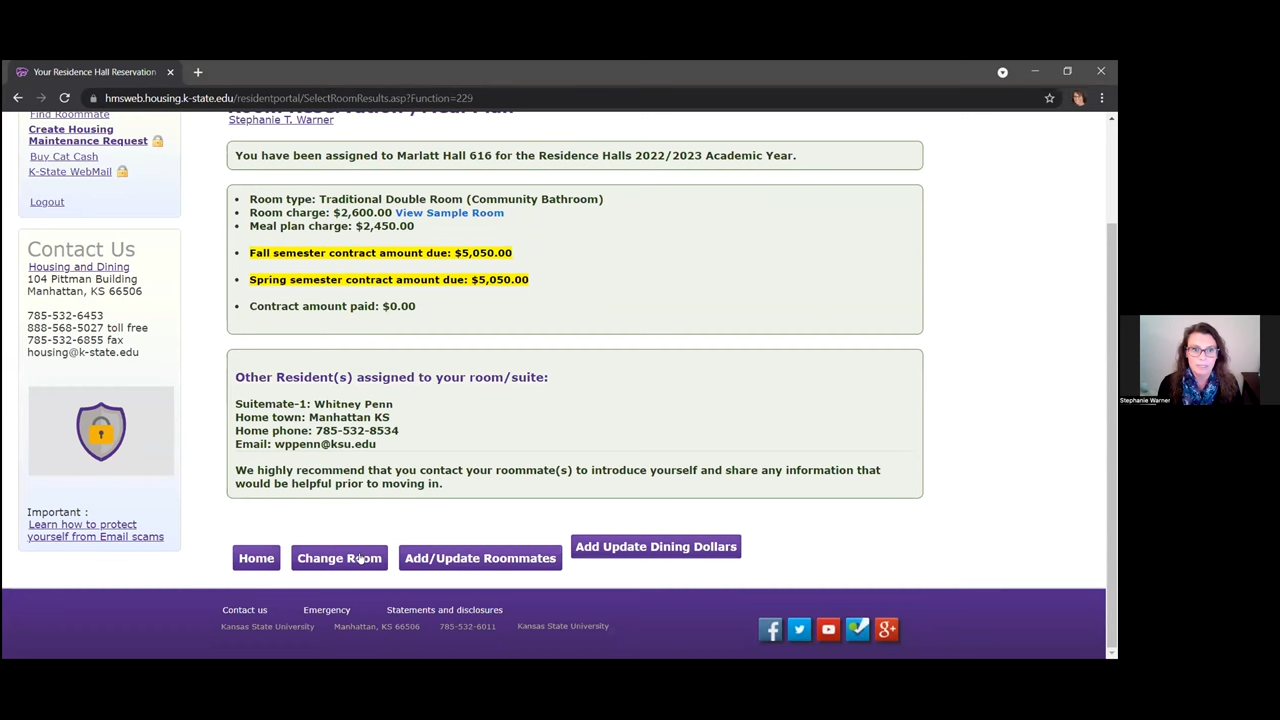 Your Residence Hall Reservation
hmsweb.housing.k-state.edu/residentportal/SelectRoomResults.asp?Function=229
Find Roommate
Create Housing
Maintenance Request
Buy Cat Cash
K-State WebMail
Logout
Contact Us
Housing and Dining
104 Pittman Building
Manhattan, KS 66506
785-532-6453
888-568-5027 toll free
785-532-6855 fax
housing@k-state.edu
Important :
Learn how to protect
yourself from Email scams
Stephanie T. Warner
You have been assigned to Marlatt Hall 616 for the Residence Halls 2022/2023 Academic Year.
• Room type: Traditional Double Room (Community Bathroom)
• Room charge: $2,600.00 View Sample Room
• Meal plan charge: $2,450.00
• Fall semester contract amount due: $5,050.00
• Spring semester contract amount due: $5,050.00
• Contract amount paid: $0.00
Other Resident(s) assigned to your room/suite:
Suitemate-1: Whitney Penn
Home town: Manhattan KS
Home phone: 785-532-8534
Email: wppenn@ksu.edu
We highly recommend that you contact your roommate(s) to introduce yourself and share any information that
would be helpful prior to moving in.
Home Change Room Add/Update Roommates Add Update Dining Dollars
Contact us Emergency Statements and disclosures
Kansas State University Manhattan, KS 66506 785-532-6011 Kansas State University
Stephanie Warner